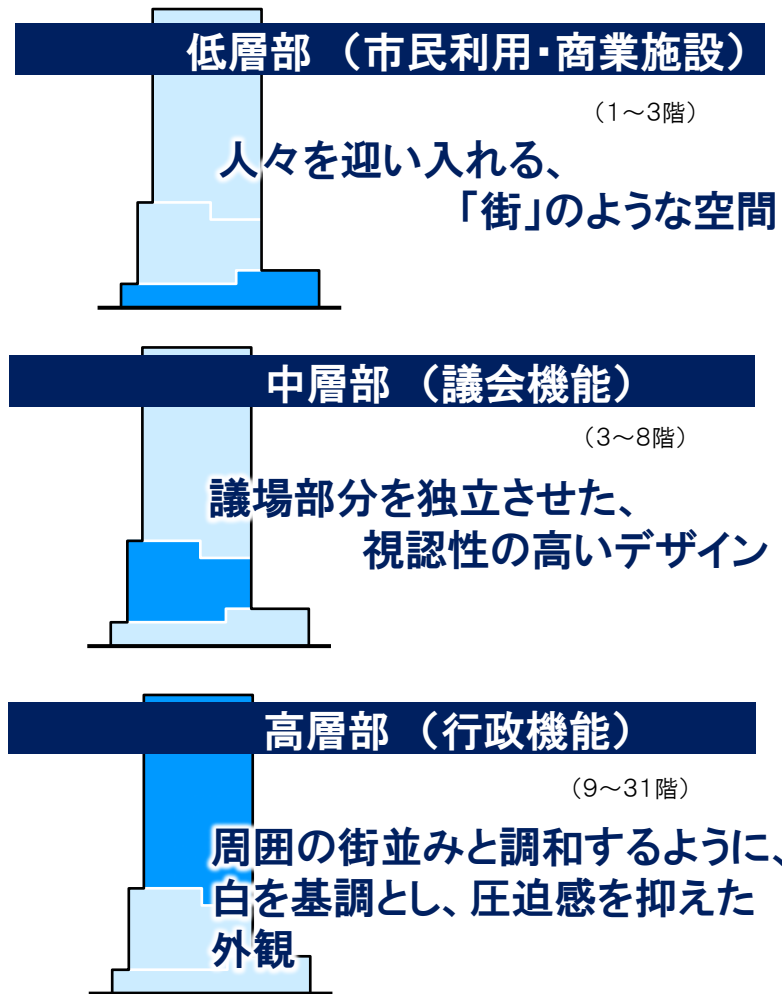 低層部 （市民利用・商業施設）
（1～3階）
人々を迎い入れる、
「街」のような空間
中層部 （議会機能）
（3～8階）
議場部分を独立させた、
視認性の高いデザイン
高層部 （行政機能）
（9～31階）
周囲の街並みと調和するように、
白を基調とし、圧迫感を抑えた
外観